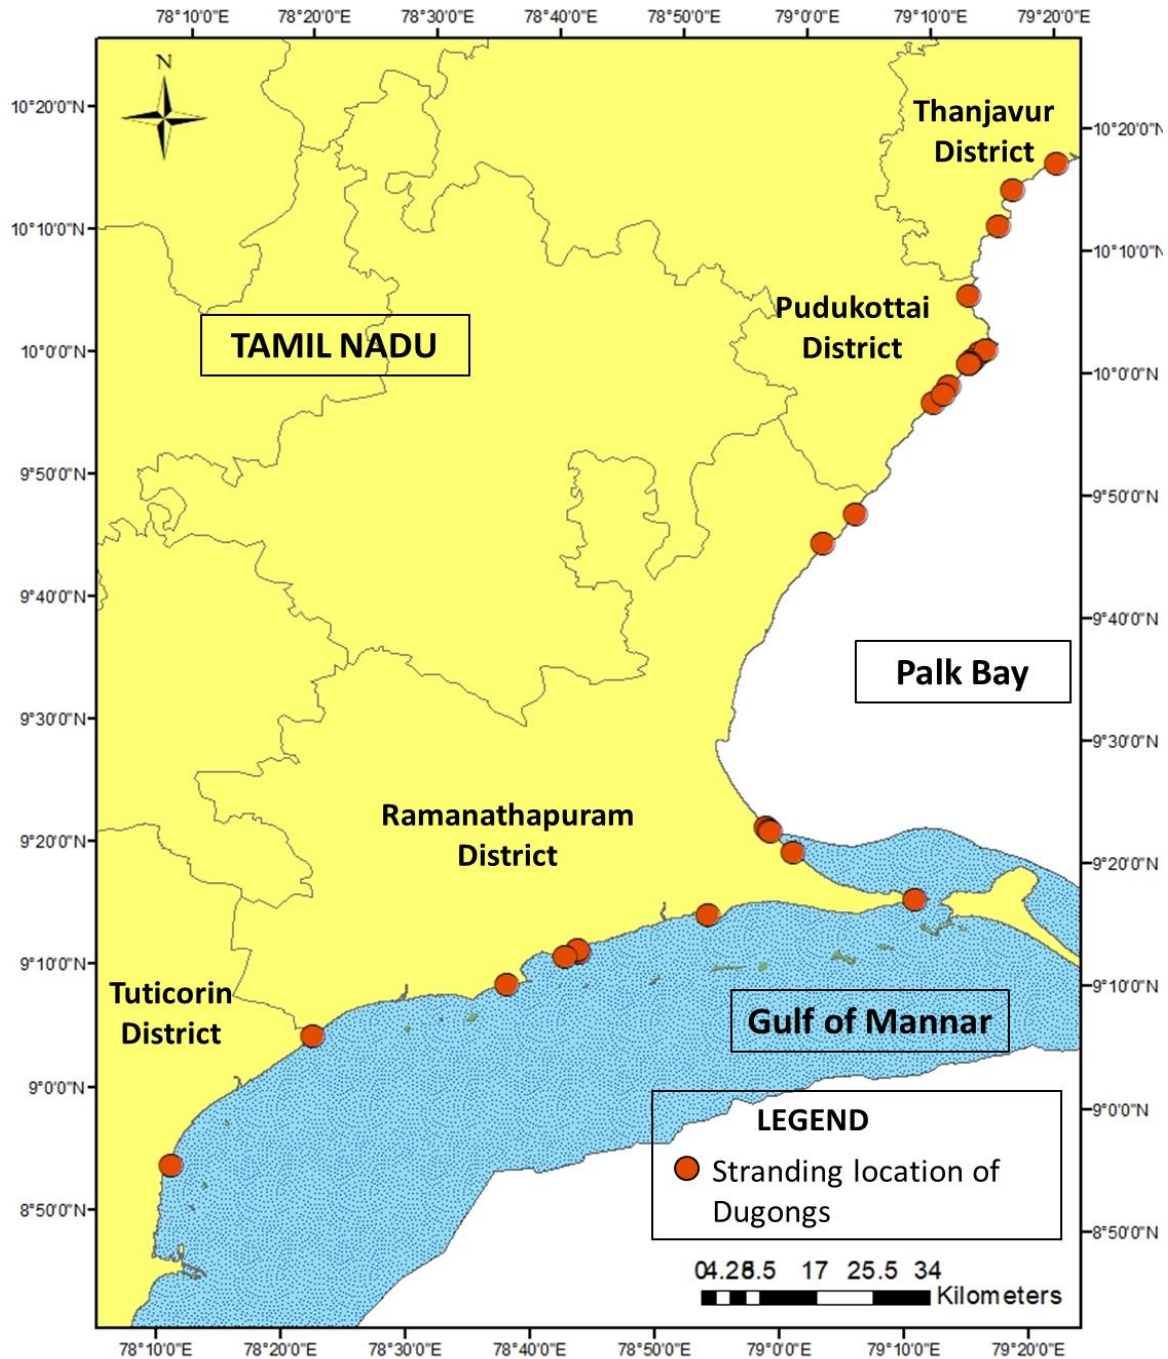 78°10'0"E 78°20'0"E 78°30'0"E 78°40'0"E 78°50'0"E 79°0'0"E 79°10'0"E 79°20'0"E
N
10°20'0"N
Thanjavur
District
10°20'0"N
10°10'0"N
10°10'0"N
Pudukottai
District
TAMIL NADU
10°0'0"N
10°0'0"N
9°50'0"N
9°50'0"N
9°40'0"N
9°40'0"N
Palk Bay
9°30'0"N
9°30'0"N
Ramanathapuram
District
9°20'0"N
9°20'0"N
9°10'0"N
9°10'0"N
Tuticorin
District
Gulf of Mannar
9°0'0"N
9°0'0"N
LEGEND
Stranding location of
Dugongs
8°50'0"N
8°50'0"N
17 25.5 34
Kilometers
78°10'0"E 78°20'0"E 78°30'0"E 78°40'0"E 78°50'0"E 79°0'0"E 79°10'0"E 79°20'0"E